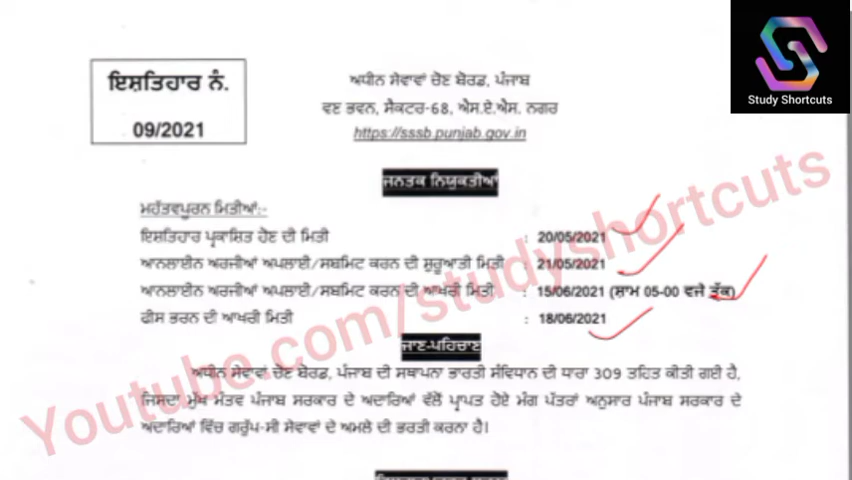 Study Shortcuts
ਇਸ਼ਤਿਹਾਰ ਨੰ.
09/2021
ਅਧੀਨ ਸੇਵਾਵਾਂ ਚੋਣ ਬੋਰਡ, ਪੰਜਾਬ
ਵਣ ਭਵਨ, ਸੈਕਟਰ-68, ਐਸ.ਏ.ਐਸ. ਨਗਰ
https://sssb.punjab.gov.in
ਜਨਤਕ ਨਿਯੁਕਤੀਆਂ
ਮਹੱਤਵਪੂਰਨ ਮਿਤੀਆਂ:-
ਇਸ਼ਤਿਹਾਰ ਪ੍ਰਕਾਸ਼ਿਤ ਹੋਣ ਦੀ ਮਿਤੀ : 20/05/2021
ਆਨਲਾਈਨ ਅਰਜੀਆਂ ਅਪਲਾਈ/ਸਬਮਿਟ ਕਰਨ ਦੀ ਸ਼ੁਰੂਆਤੀ ਮਿਤੀ : 21/05/2021
ਆਨਲਾਈਨ ਅਰਜੀਆਂ ਅਪਲਾਈ/ਸਬਮਿਟ ਕਰਨ ਦੀ ਆਖਰੀ ਮਿਤੀ : 15/06/2021 (ਸ਼ਾਮ 05-00 ਵਜੇ ਤੱਕ)
ਫੀਸ ਭਰਨ ਦੀ ਆਖਰੀ ਮਿਤੀ : 18/06/2021
ਜਾਣ-ਪਹਿਚਾਣ
ਅਧੀਨ ਸੇਵਾਵਾਂ ਚੋਣ ਬੋਰਡ, ਪੰਜਾਬ ਦੀ ਸਥਾਪਨਾ ਭਾਰਤੀ ਸੰਵਿਧਾਨ ਦੀ ਧਾਰਾ 309 ਤਹਿਤ ਕੀਤੀ ਗਈ ਹੈ,
ਜਿਸਦਾ ਮੁੱਖ ਮੰਤਵ ਪੰਜਾਬ ਸਰਕਾਰ ਦੇ ਅਦਾਰਿਆਂ ਵੱਲੋਂ ਪ੍ਰਾਪਤ ਹੋਏ ਮੰਗ ਪੱਤਰਾਂ ਅਨੁਸਾਰ ਪੰਜਾਬ ਸਰਕਾਰ ਦੇ
ਅਦਾਰਿਆਂ ਵਿੱਚ ਗਰੁੱਪ-ਸੀ ਸੇਵਾਵਾਂ ਦੇ ਅਮਲੇ ਦੀ ਭਰਤੀ ਕਰਨਾ ਹੈ।
Youtube.com/studyshortcuts